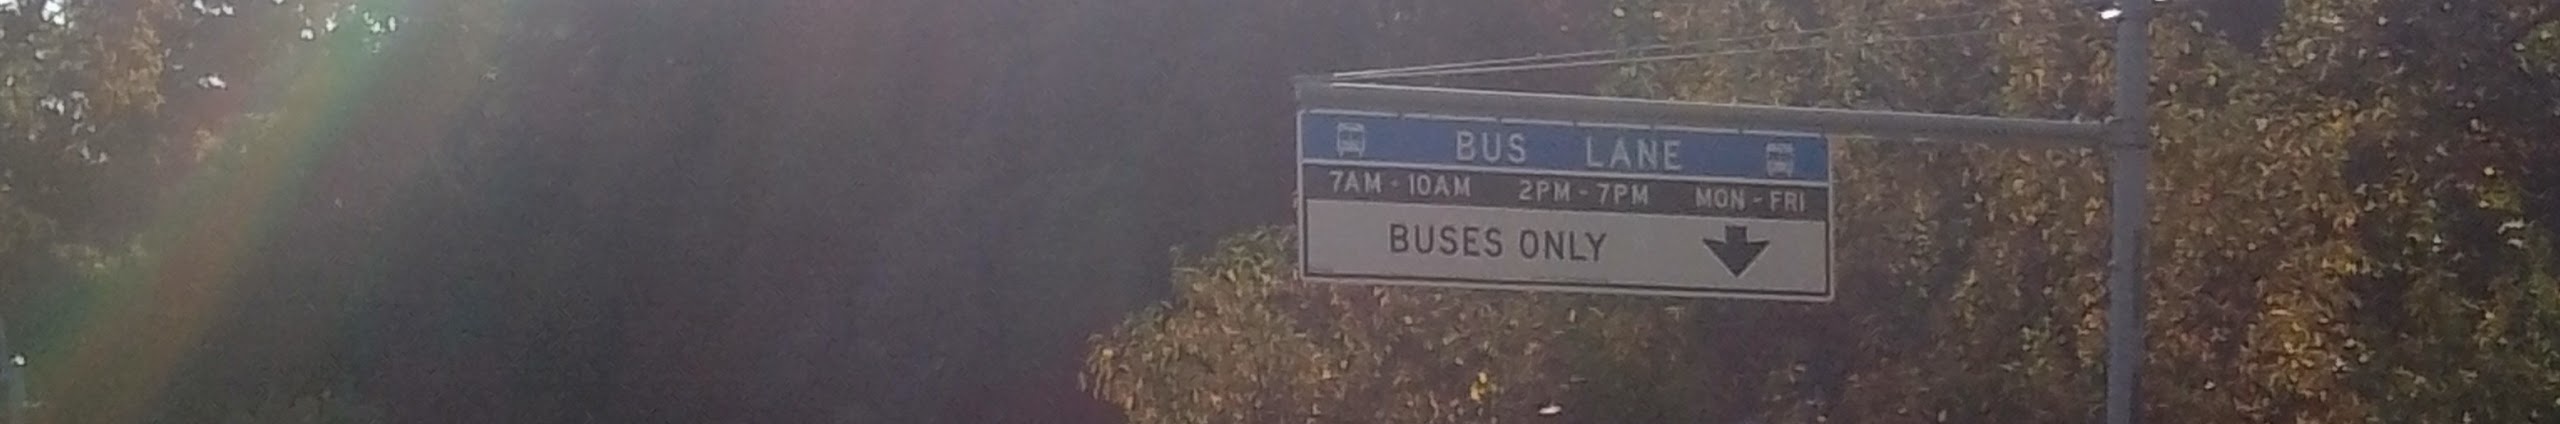 BUS LANE
7AM - 10AM 2PM - 7PM MON - FRI
BUSES ONLY